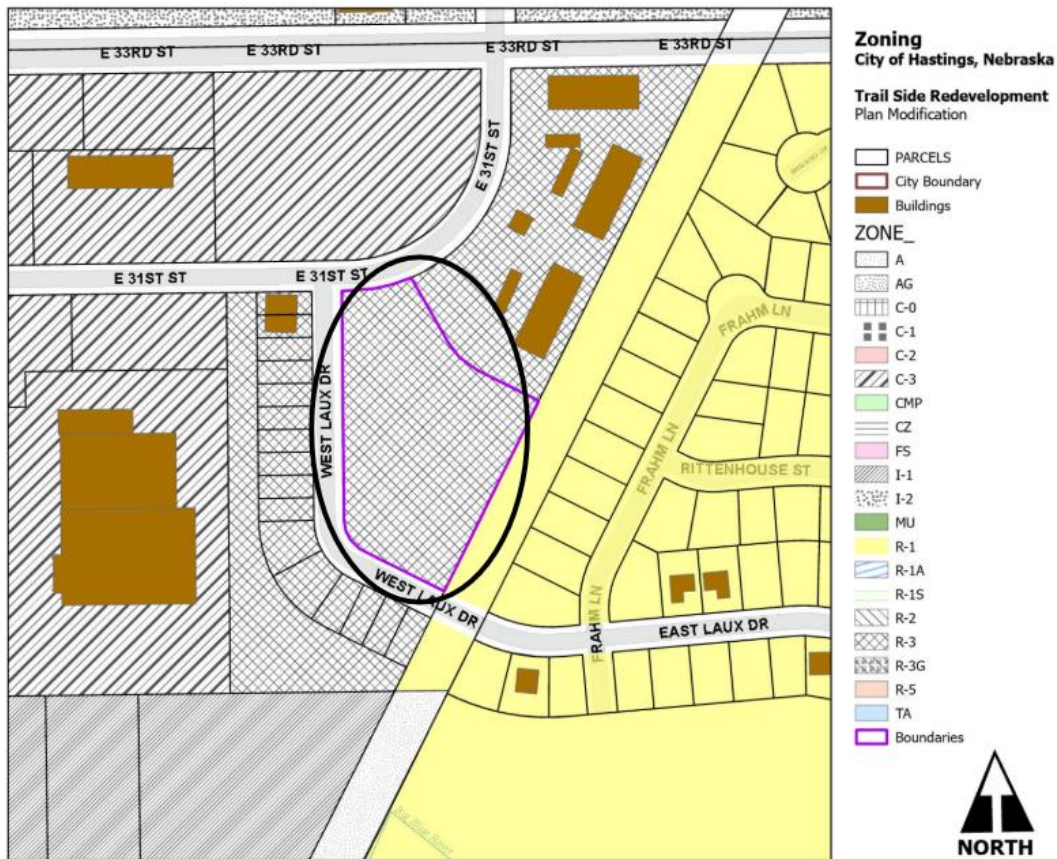 E 33RD ST
E 33RD ST
E 33RD ST
E 33RD ST
E 31ST ST
E 31ST ST
E 31ST ST
WEST LAUX DR
WEST LAUX DR
FRAHM LN
FRAHM LN
FRAHM LN
RITTENHOUSE ST
EAST LAUX DR
Zoning
City of Hastings, Nebraska
Trail Side Redevelopment
Plan Modification
PARCELS
City Boundary
Buildings
ZONE_
A
AG
C-0
C-1
C-2
C-3
CMP
CZ
FS
I-1
I-2
MU
R-1
R-1A
R-1S
R-2
R-3
R-3G
R-5
TA
Boundaries
NORTH